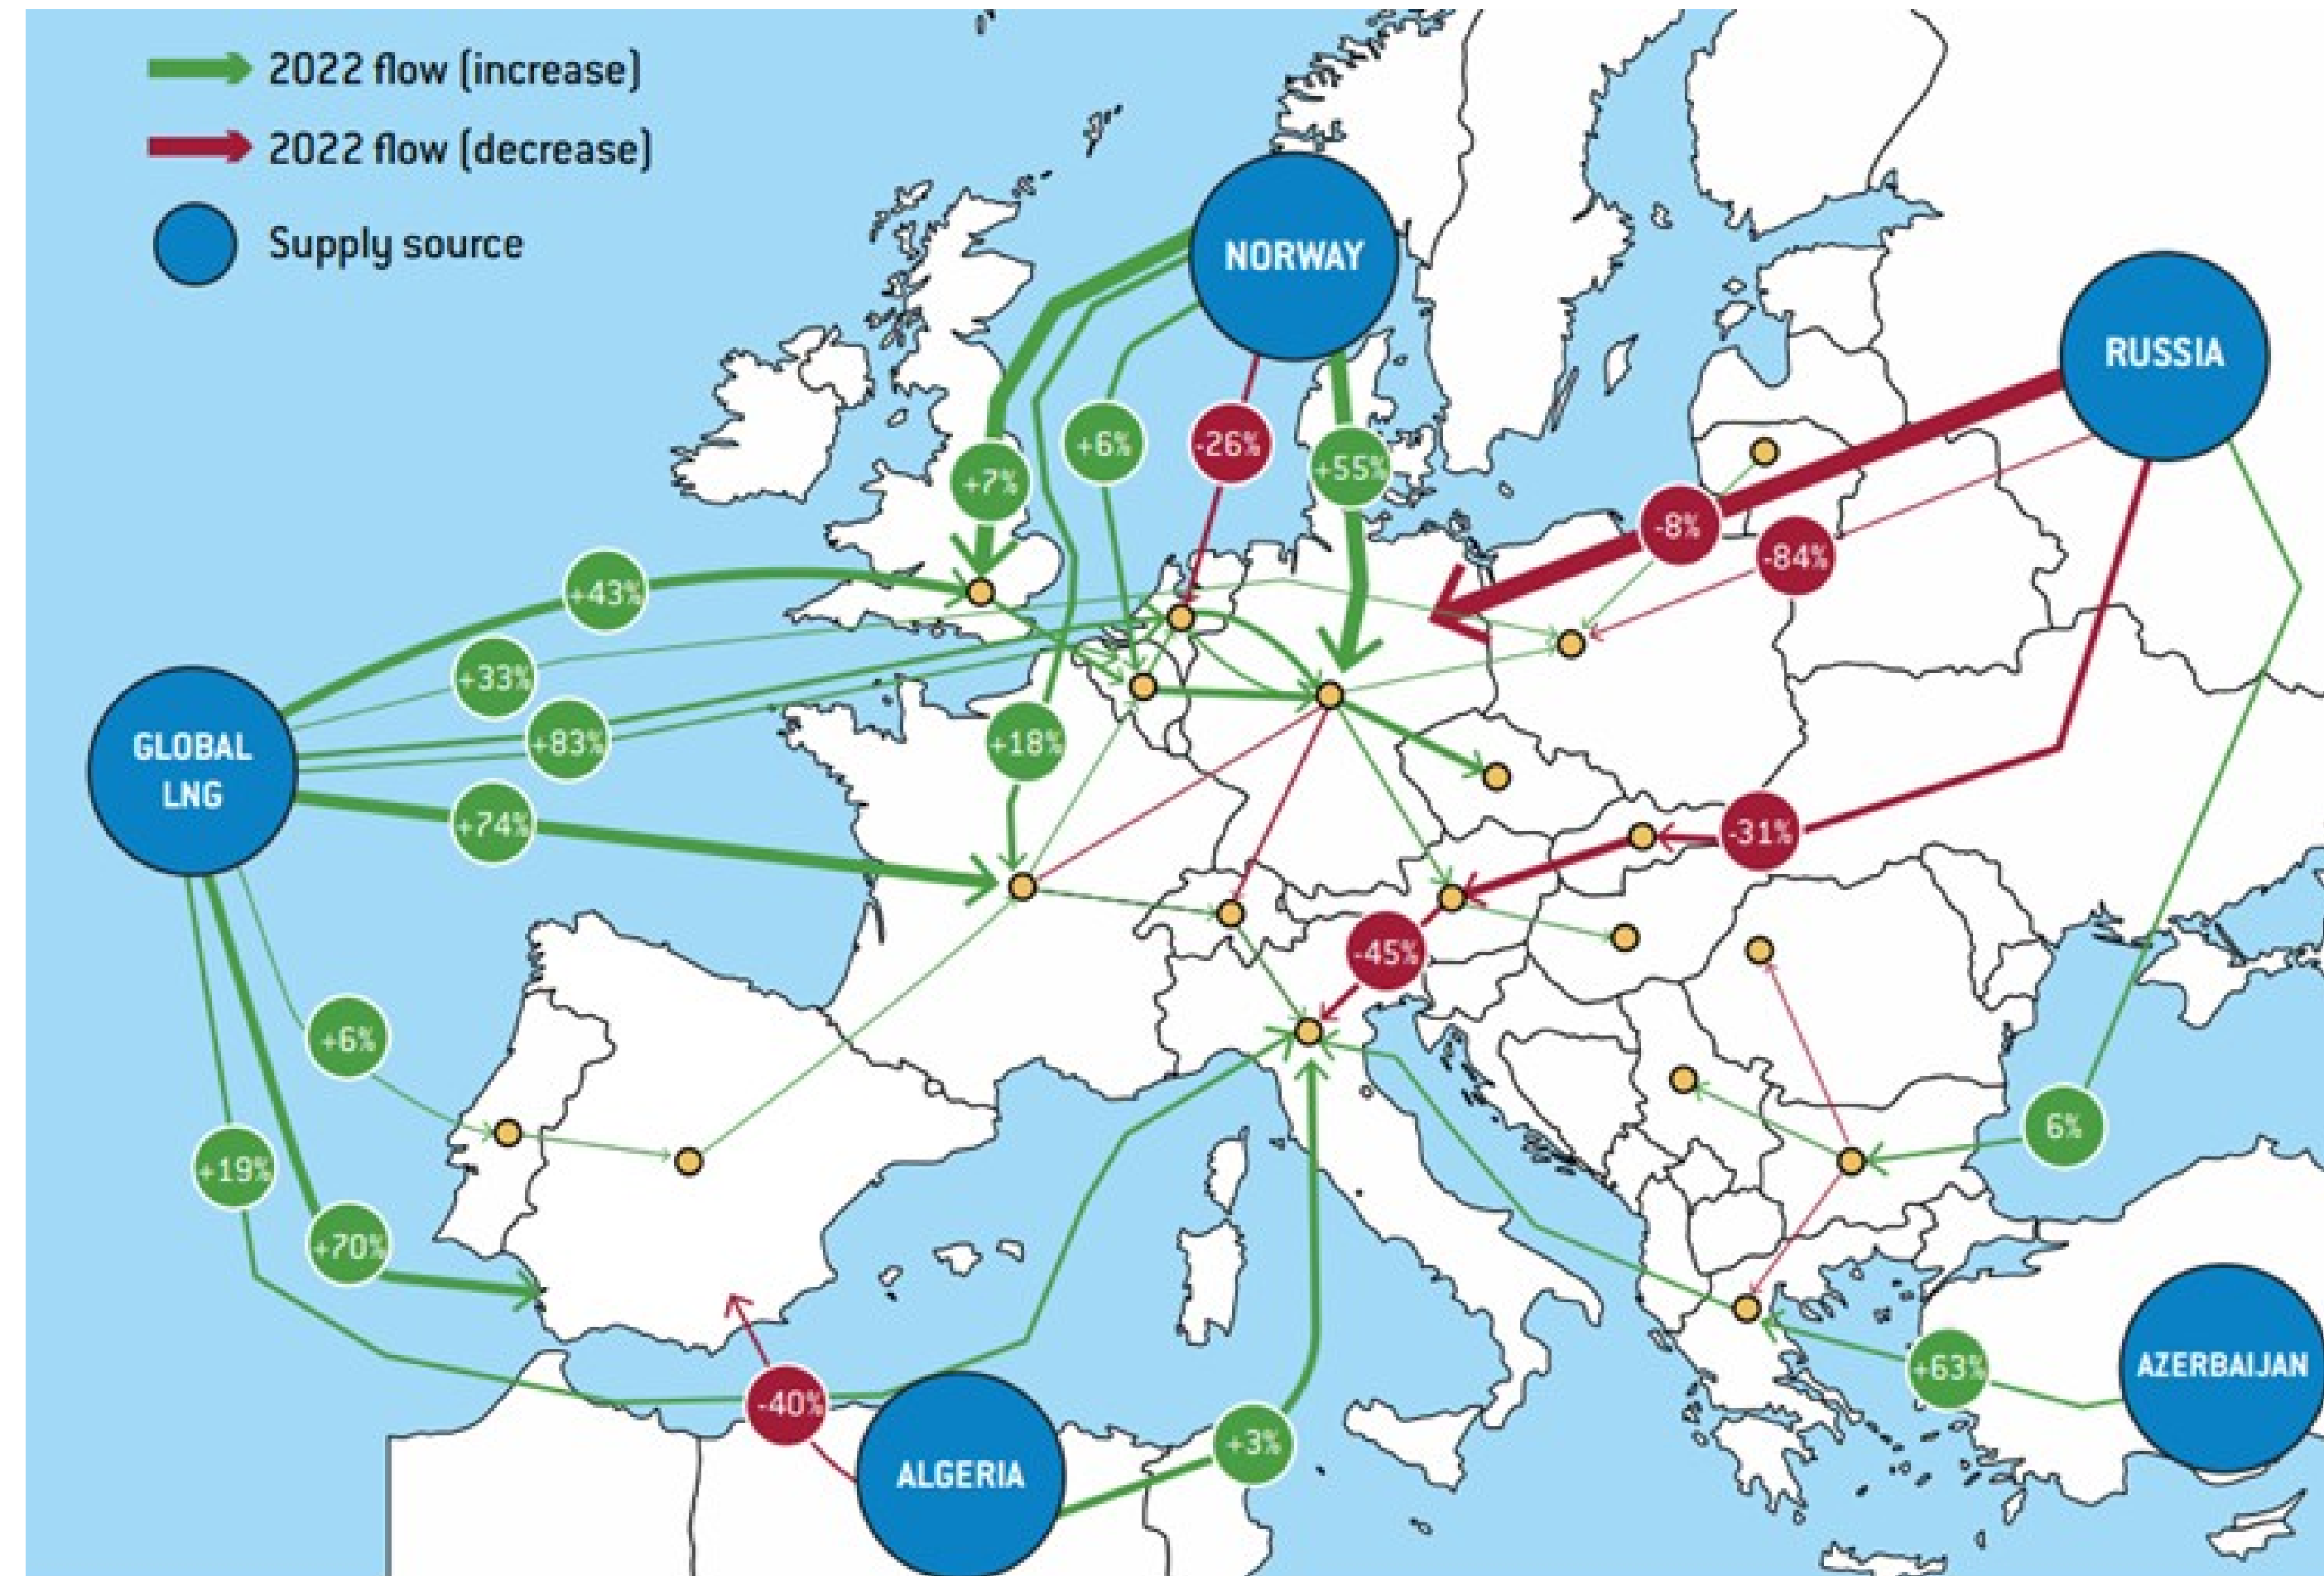 2022 flow (increase)
2022 flow (decrease)
Supply source
NORWAY
RUSSIA
+6%
-26%
+55%
+7%
-8%
-84%
+43%
+33%
+83%
+18%
GLOBAL
LNG
+74%
-31%
-45%
+6%
6%
+19%
+70%
+63%
AZERBAIJAN
-40%
+3%
ALGERIA